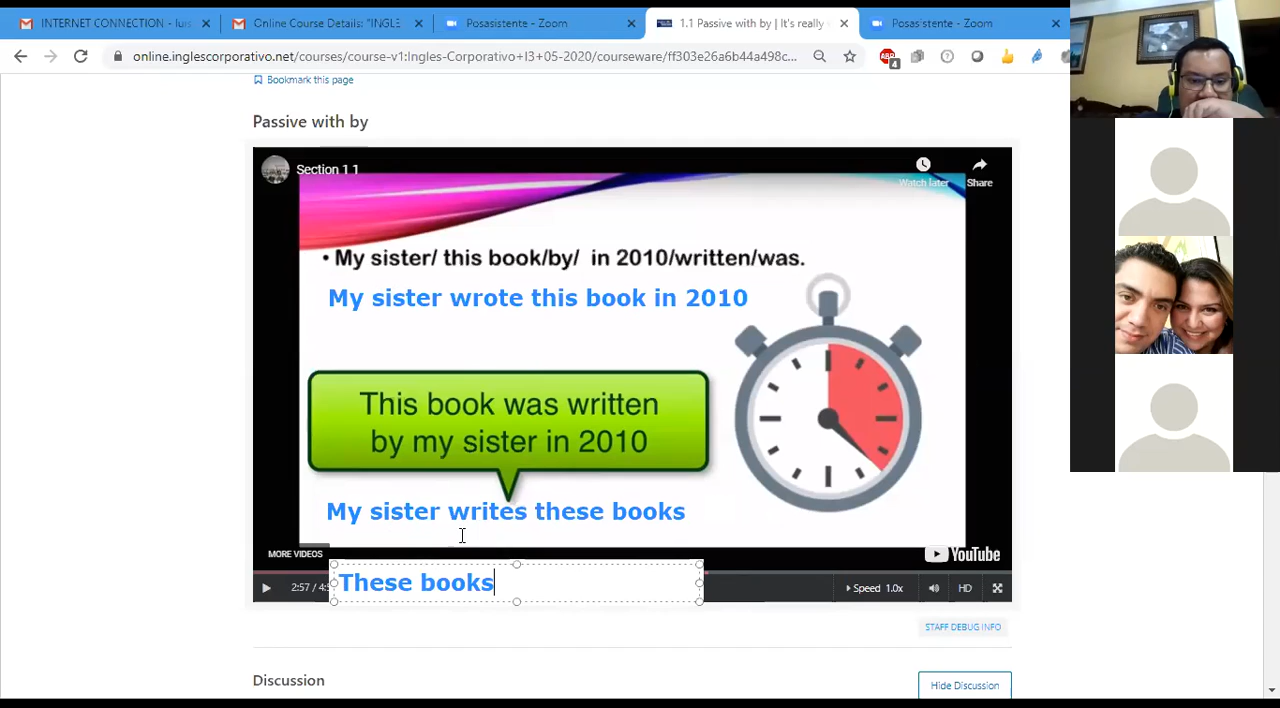 INTERNET CONNECTION - lus
Online Course Details: "INGLE
Posasistente - Zoom
1.1 Passive with by | It's really
Posasistente - Zoom
online.inglescorporativo.net/courses/course-v1:Ingles-Corporativo+I3+05-2020/courseware/ff303e26a6b44a498c...
4
Bookmark this page
Passive with by
Section 1 1
Watch later
Share
• My sister/ this book/by/ in 2010/written/was.
My sister wrote this book in 2010
This book was written
by my sister in 2010
My sister writes these books
MORE VIDEOS
YouTube
These books
2:57 / 4:5
Speed 1.0x
HD
STAFF DEBUG INFO
Discussion
Hide Discussion